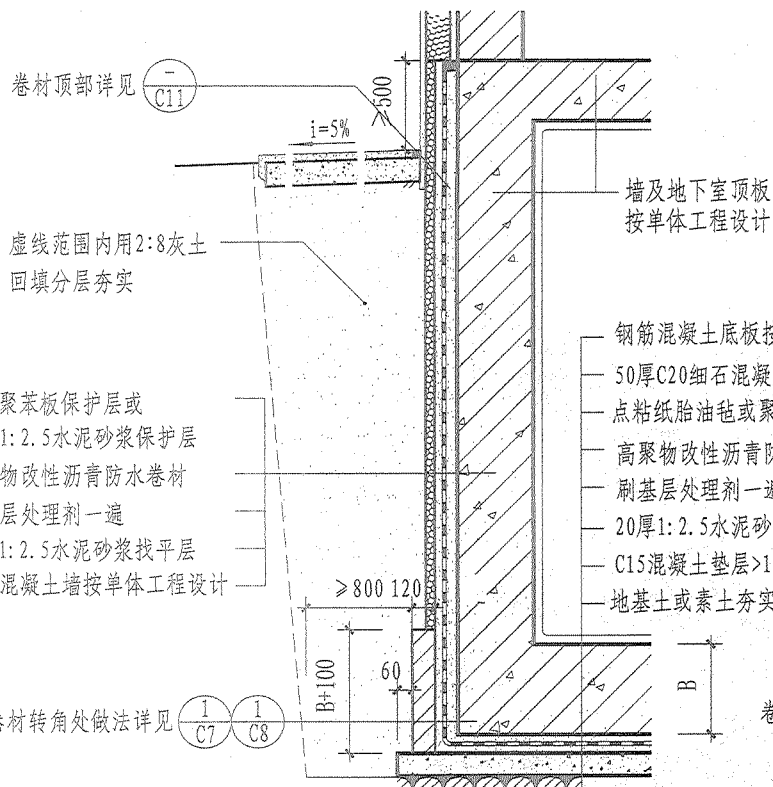 卷材顶部详见
-
C11
≥500
i=5%
墙及地下室顶板
按单体工程设计
虚线范围内用2:8灰土
回填分层夯实
聚苯板保护层或
1:2.5水泥砂浆保护层
物改性沥青防水卷材
层处理剂一遍
1:2.5水泥砂浆找平层
混凝土墙按单体工程设计
钢筋混凝土底板按
50厚C20细石混凝
点粘纸胎油毡或聚
高聚物改性沥青防
刷基层处理剂一遍
20厚1:2.5水泥砂
C15混凝土垫层>1
地基土或素土夯实
≥800 120
B+100
60
B
卷材转角处做法详见
1
C7
1
C8
卷